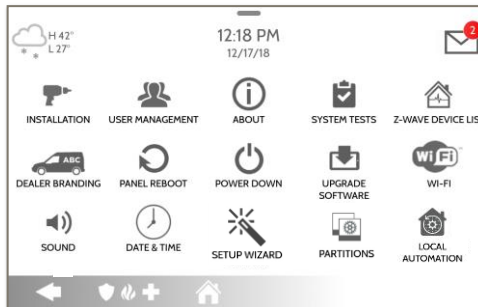 H 42°
L 27°
12:18 PM
12/17/18
2
INSTALLATION
USER MANAGEMENT
ABOUT
SYSTEM TESTS
Z-WAVE DEVICE LIS
ABC
DEALER BRANDING
PANEL REBOOT
POWER DOWN
UPGRADE
SOFTWARE
WiFi
WI-FI
SOUND
DATE & TIME
SETUP WIZARD
PARTITIONS
LOCAL
AUTOMATION